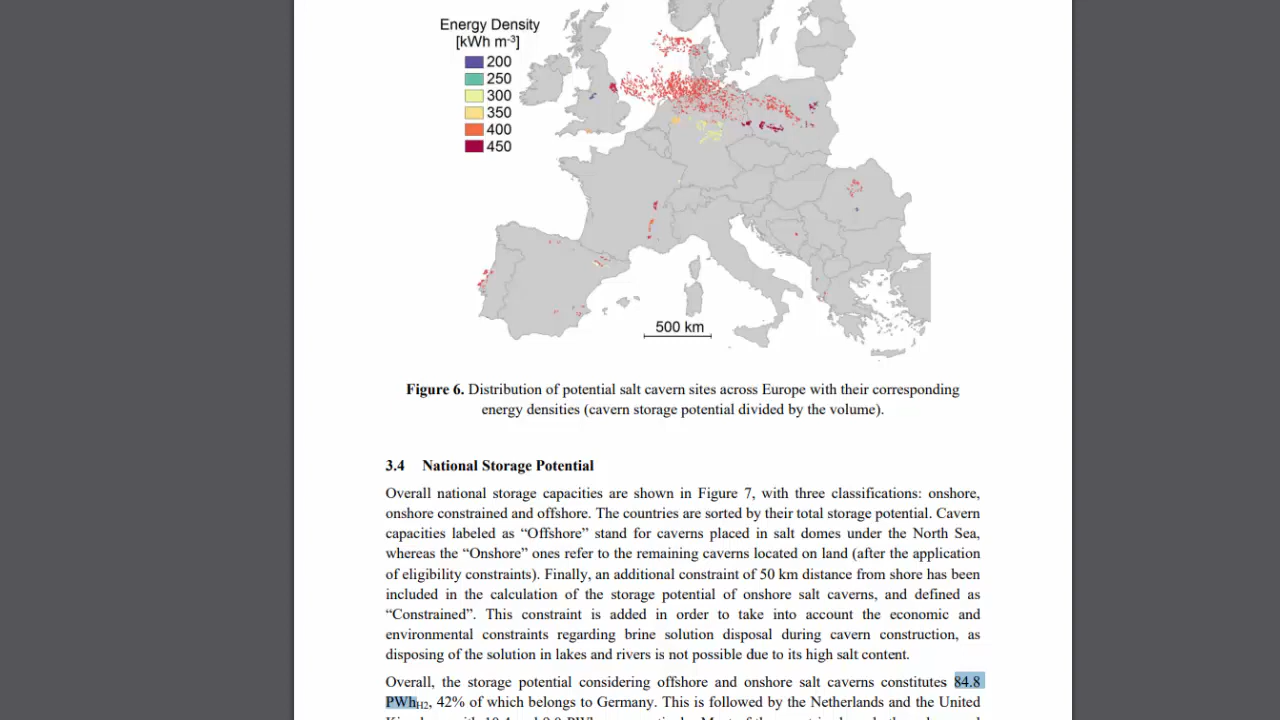 Energy Density
[kWh m-³]
200
250
300
350
400
450
500 km
Figure 6. Distribution of potential salt cavern sites across Europe with their corresponding
energy densities (cavern storage potential divided by the volume).
3.4 National Storage Potential
Overall national storage capacities are shown in Figure 7, with three classifications: onshore,
onshore constrained and offshore. The countries are sorted by their total storage potential. Cavern
capacities labeled as “Offshore” stand for caverns placed in salt domes under the North Sea,
whereas the “Onshore” ones refer to the remaining caverns located on land (after the application
of eligibility constraints). Finally, an additional constraint of 50 km distance from shore has been
included in the calculation of the storage potential of onshore salt caverns, and defined as
“Constrained”. This constraint is added in order to take into account the economic and
environmental constraints regarding brine solution disposal during cavern construction, as
disposing of the solution in lakes and rivers is not possible due to its high salt content.
Overall, the storage potential considering offshore and onshore salt caverns constitutes 84.8
PWhH2, 42% of which belongs to Germany. This is followed by the Netherlands and the United